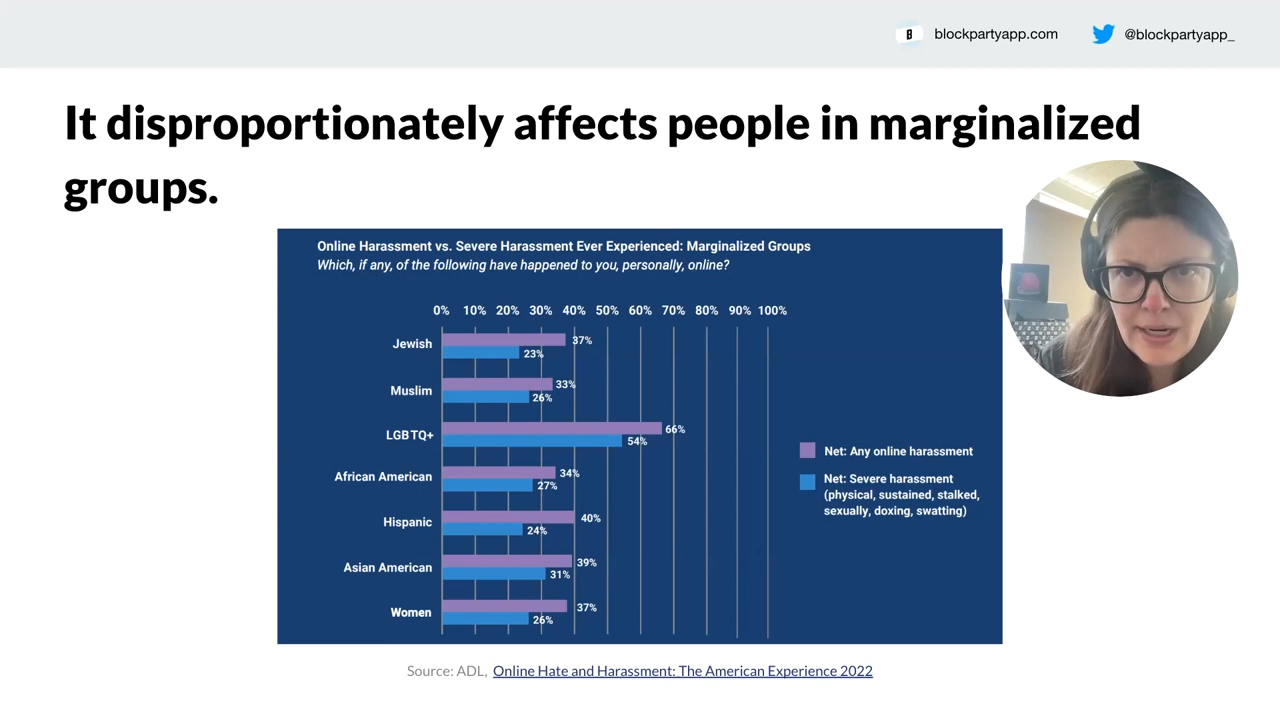 B blockpartyapp.com @blockpartyapp_
It disproportionately affects people in marginalized
groups.
Online Harassment vs. Severe Harassment Ever Experienced: Marginalized Groups
Which, if any, of the following have happened to you, personally, online?
0% 10% 20% 30% 40% 50% 60% 70% 80% 90% 100%
Jewish 37%
23%
Muslim 33%
26%
LGBTQ+ 66%
54%
African American 34%
27%
Hispanic 40%
24%
Asian American 39%
31%
Women 37%
26%
Net: Any online harassment
Net: Severe harassment
(physical, sustained, stalked,
sexually, doxing, swatting)
Source: ADL, Online Hate and Harassment: The American Experience 2022